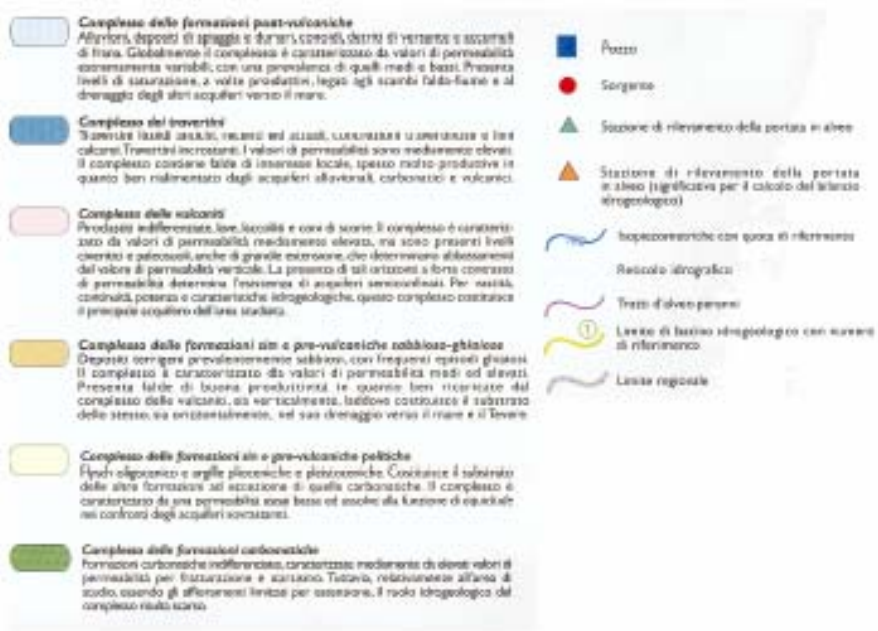 Complesso delle formazioni post-vulcaniche
Alluvioni, depositi di spiaggia e dunari, conoidi, detriti di versante e accumuli
di frana. Globalmente il complesso è caratterizzato da valori di permeabilità
estremamente variabili, con una prevalenza di quelli medi e bassi. Presenta
livelli di saturazione, a volte produttivi, legati agli scambi falda-fiume e al
drenaggio degli altri acquiferi verso il mare.
Complesso dei travertini
Travertini litoidi antichi, recenti ed attuali, concrezioni travertinose e limi
calcarei. Travertini incrostanti. I valori di permeabilità sono mediamente elevati.
Il complesso contiene falde di interesse locale, spesso molto produttive in
quanto ben rialimentato dagli acquiferi alluvionali, carbonatici e vulcanici.
Complesso delle vulcaniti
Piroclastiti indifferenziate, lave, laccoliti e coni di scorie. Il complesso è caratteriz-
zato da valori di permeabilità mediamente elevata, ma sono presenti livelli
cineritici e paleosuoli, anche di grande estensione, che determinano abbassamenti
del valore di permeabilità verticale. La presenza di tali orizzonti a forte contrasto
di permeabilità determina l'esistenza di acquiferi semiconfinati. Per vastità,
continuità, potenza e caratteristiche idrogeologiche, questo complesso costituisce
il principale acquifero dell'area studiata.
Complesso delle formazioni sin e pre-vulcaniche sabbioso-ghiaiose
Depositi terrigeni prevalentemente sabbiosi, con frequenti episodi ghiaiosi.
Il complesso è caratterizzato da valori di permeabilità medi ed elevati.
Presenta falde di buona produttività in quanto ben ricaricate dal
complesso delle vulcaniti, sia verticalmente, laddove costituisce il substrato
dello stesso, sia orizzontalmente, nel suo drenaggio verso il mare e il Tevere
Complesso delle formazioni sin e pre-vulcaniche pelitiche
Flysch oligocenico e argille plioceniche e pleistoceniche. Costituisce il substrato
delle altre formazioni ad eccezione di quella carbonatiche. Il complesso è
caratterizzato da una permeabilità assai bassa ed assolve alla funzione di aquiclude
nei confronti degli acquiferi sovrastanti.
Complesso delle formazioni carbonatiche
Formazioni carbonatiche indifferenziate, caratterizzate mediamente da elevati valori di
permeabilità per fratturazione e carsismo. Tuttavia, relativamente all'area di
studio, essendo gli affioramenti limitati per estensione, il ruolo idrogeologico del
complesso risulta scarso.
Pozzo
Sorgente
Stazione di rilevamento della portata in alveo
Stazione di rilevamento della portata
in alveo (significativa per il calcolo del bilancio
idrogeologico)
Isopiezometriche con quota di riferimento
Reticolo idrografico
Tratti d'alveo perenni
1
Limite di bacino idrogeologico con numero
di riferimento
Limite regionale